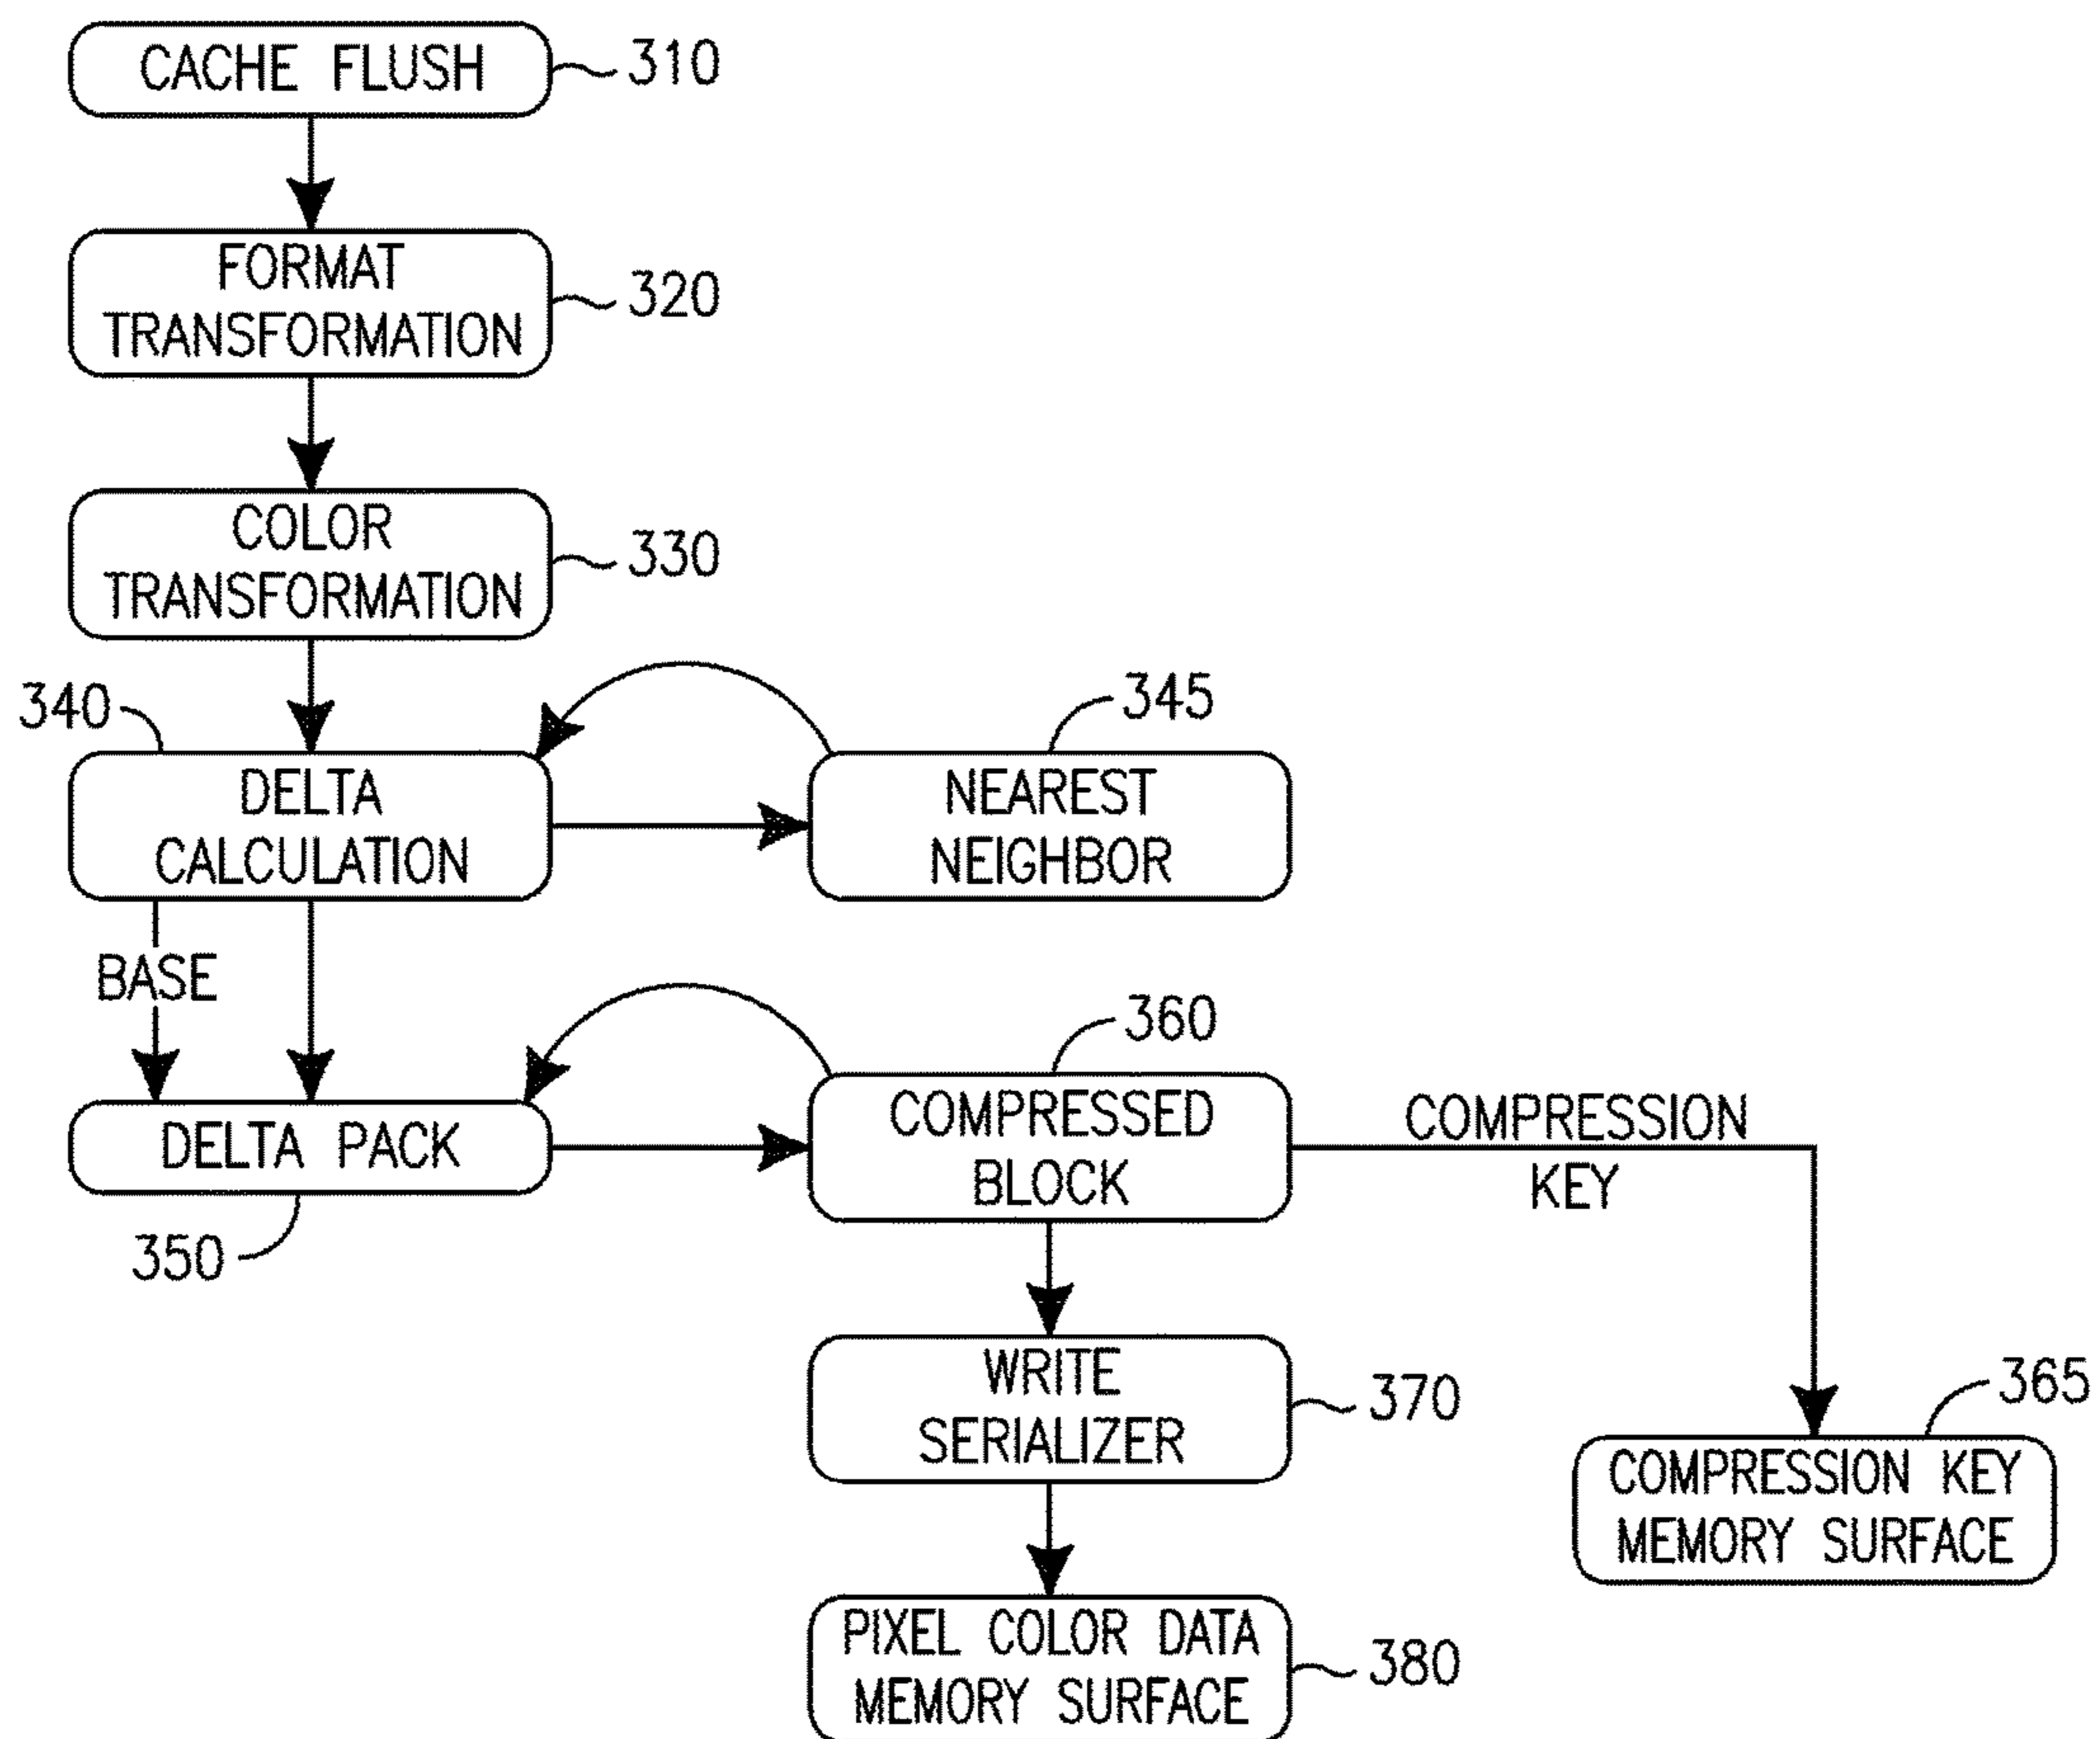 CACHE FLUSH
310
FORMAT
TRANSFORMATION
320
COLOR
TRANSFORMATION
330
340
DELTA
CALCULATION
345
NEAREST
NEIGHBOR
BASE
DELTA PACK
350
360
COMPRESSED
BLOCK
COMPRESSION
KEY
WRITE
SERIALIZER
370
365
COMPRESSION KEY
MEMORY SURFACE
PIXEL COLOR DATA
MEMORY SURFACE
380